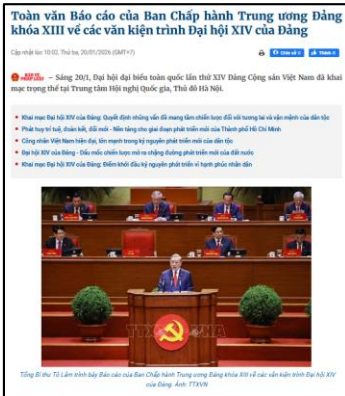 Toàn văn Báo cáo của Ban Chấp hành Trung ương Đảng
khóa XIII về các văn kiện trình Đại hội XIV của Đảng
Cập nhật lúc 10:02, Thứ ba, 20/01/2026 (GMT+7)
Chia sẻ 0 Thích 0
– Sáng 20/1, Đại hội đại biểu toàn quốc lần thứ XIV Đảng Cộng sản Việt Nam đã khai
mạc trọng thể tại Trung tâm Hội nghị Quốc gia, Thủ đô Hà Nội.
Khai mạc Đại hội XIV của Đảng: Quyết định những vấn đề mang tầm chiến lược đối với tương lai và vận mệnh của dân tộc
Phát huy trí tuệ, đoàn kết, đổi mới - Nền tảng cho giai đoạn phát triển mới của Thành phố Hồ Chí Minh
Công nhân Việt Nam hiện đại, lớn mạnh trong kỷ nguyên phát triển mới của dân tộc
Đại hội XIV của Đảng - Dấu mốc chiến lược mở ra chặng đường phát triển mới của đất nước
Khai mạc Đại hội XIV của Đảng: Điểm khởi đầu kỷ nguyên phát triển vì hạnh phúc nhân dân
Tổng Bí thư Tô Lâm trình bày Báo cáo của Ban Chấp hành Trung ương Đảng khóa XIII về các văn kiện trình Đại hội XIV
của Đảng. Ảnh: TTXVN